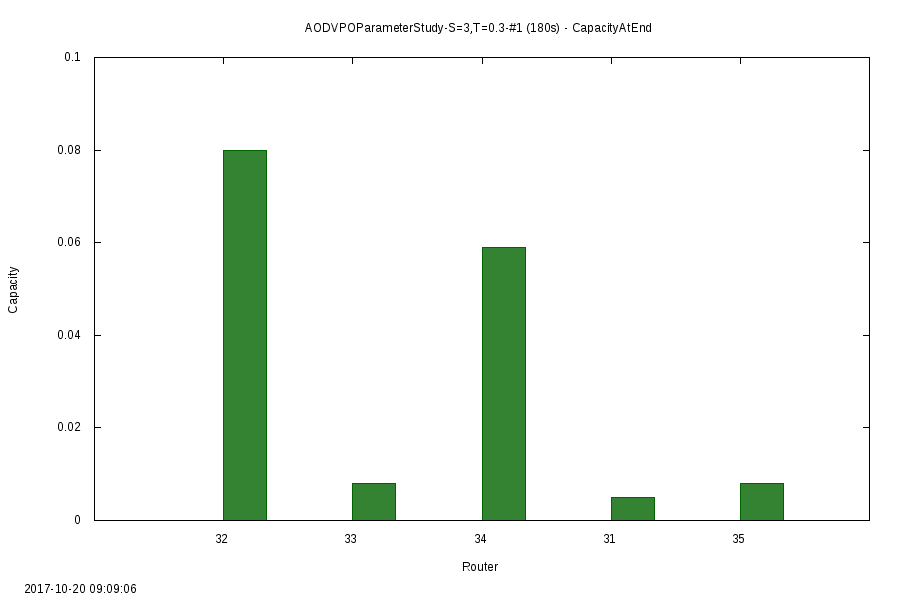 AODVPOParameterStudy-S=3,T=0.3-#1 (180s) - CapacityAtEnd
0.1
0.08
0.06
0.04
0.02
0
Capacity
32 33 34 31 35
Router
2017-10-20 09:09:06